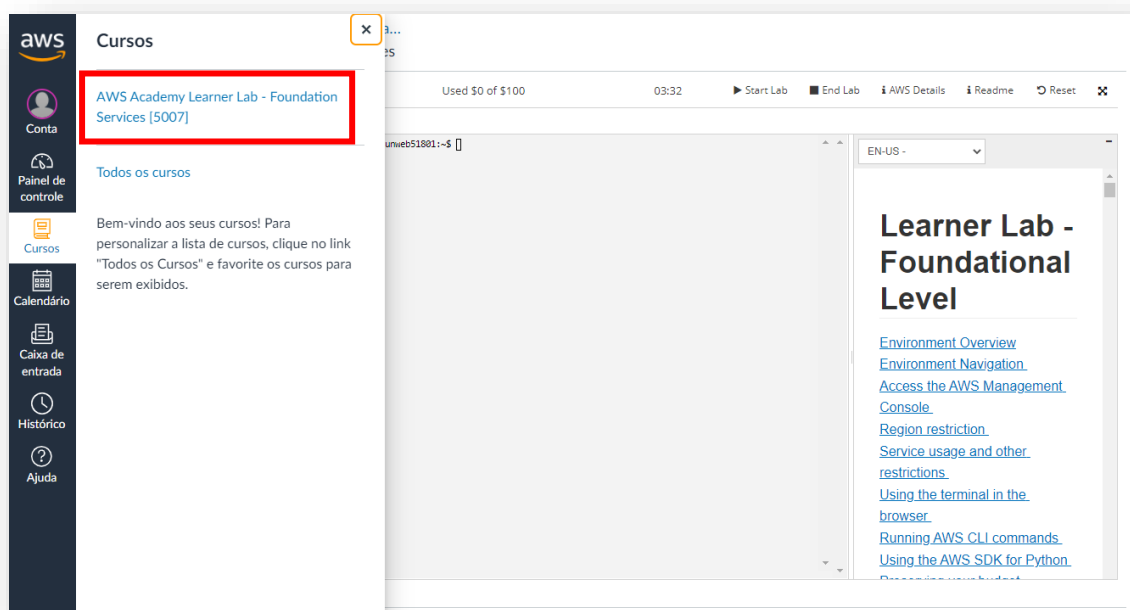 aws
Conta
Painel de
controle
Cursos
Calendário
Caixa de
entrada
Histórico
Ajuda
Cursos
×
AWS Academy Learner Lab - Foundation
Services [5007]
Todos os cursos
Bem-vindo aos seus cursos! Para
personalizar a lista de cursos, clique no link
"Todos os Cursos" e favorite os cursos para
serem exibidos.
a...
es
Used $0 of $100 03:32 Start Lab End Lab AWS Details Readme Reset
unweb51801:~$
EN-US -
Learner Lab -
Foundational
Level
Environment Overview
Environment Navigation
Access the AWS Management
Console
Region restriction
Service usage and other
restrictions
Using the terminal in the
browser
Running AWS CLI commands
Using the AWS SDK for Python
Preserving your budget